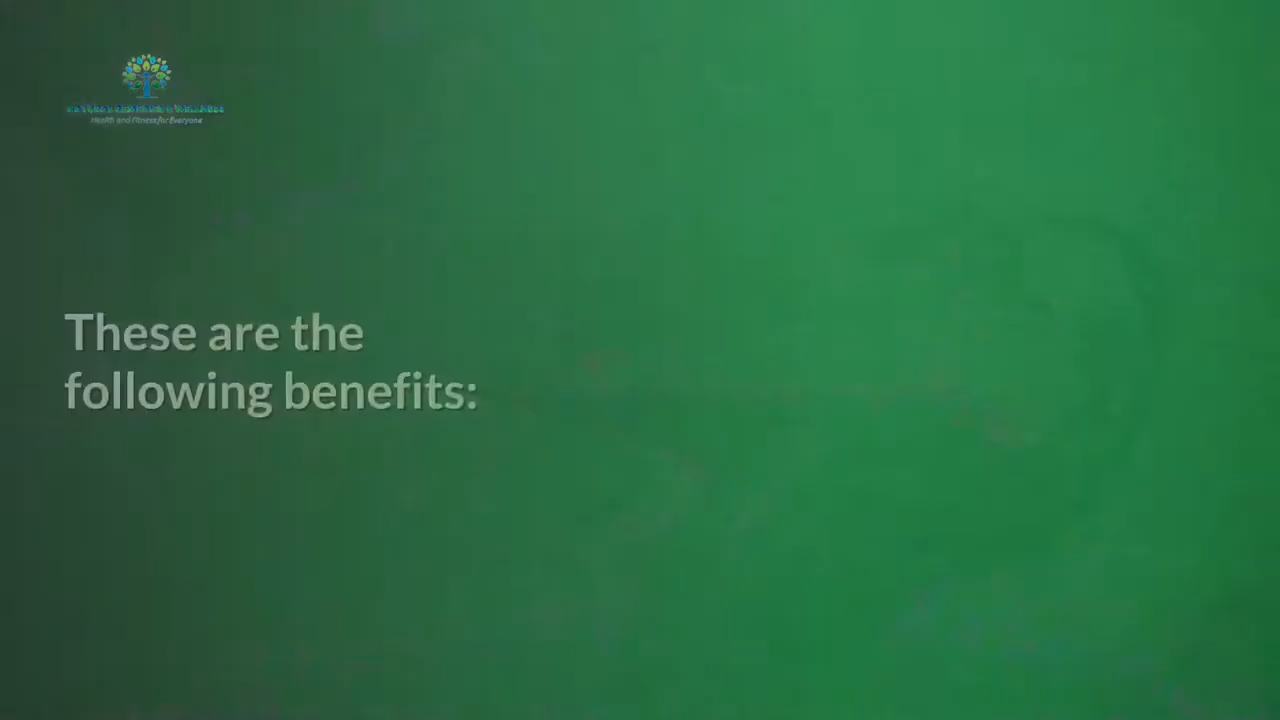 Health and Fitness for Everyone
These are the
following benefits: